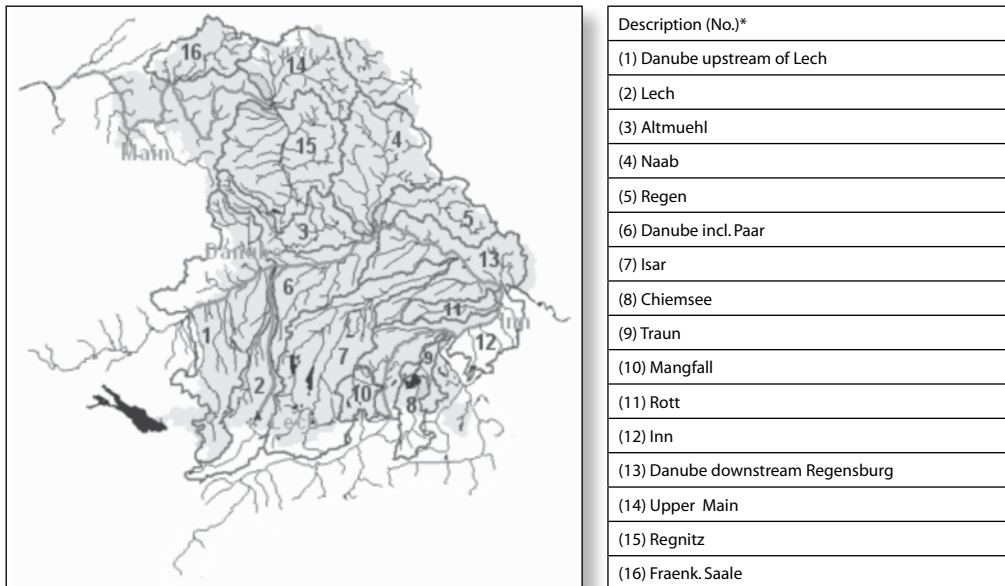 16
14
4
Main
15
5
3
Danube
13
6
11
Inn
1
12
7
9
2
10
8
Lech
Description (No.)*
(1) Danube upstream of Lech
(2) Lech
(3) Altmuehl
(4) Naab
(5) Regen
(6) Danube incl. Paar
(7) Isar
(8) Chiemsee
(9) Traun
(10) Mangfall
(11) Rott
(12) Inn
(13) Danube downstream Regensburg
(14) Upper Main
(15) Regnitz
(16) Fraenk. Saale